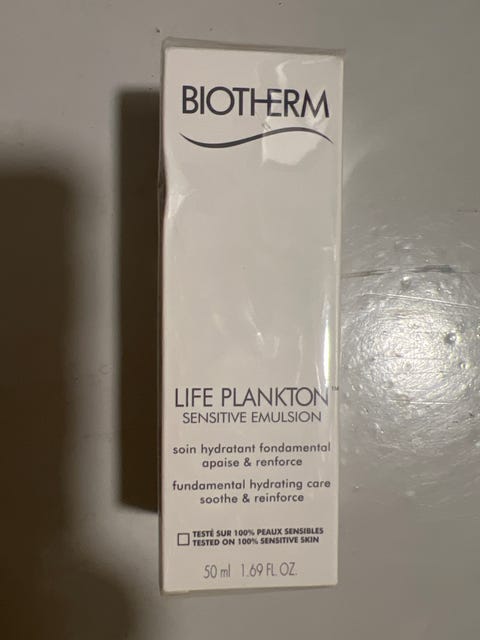 BIOTHERM
LIFE PLANKTON™
SENSITIVE EMULSION
soin hydratant fondamental
apaise & renforce
fundamental hydrating care
soothe & reinforce
TESTÉ SUR 100% PEAUX SENSIBLES
TESTED ON 100% SENSITIVE SKIN
50 ml 1.69 FL. OZ.